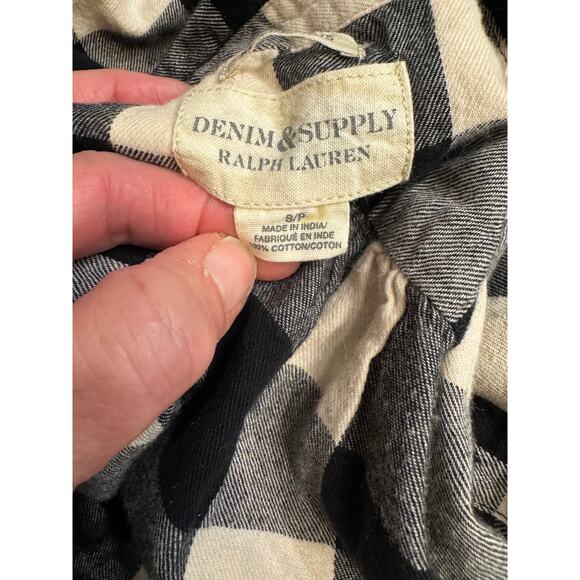 DENIM & SUPPLY
RALPH LAUREN
S/P
MADE IN INDIA/
FABRIQUÉ EN INDE
100% COTTON/COTON